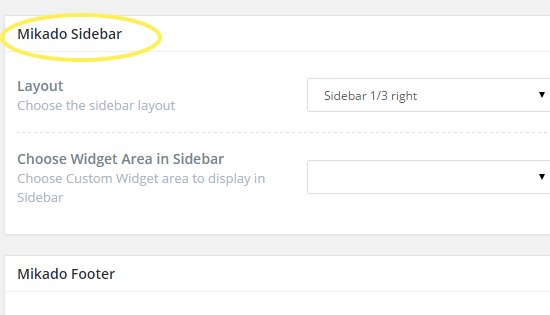 Mikado Sidebar
Layout
Choose the sidebar layout
Sidebar 1/3 right
Choose Widget Area in Sidebar
Choose Custom Widget area to display in
Sidebar
Mikado Footer